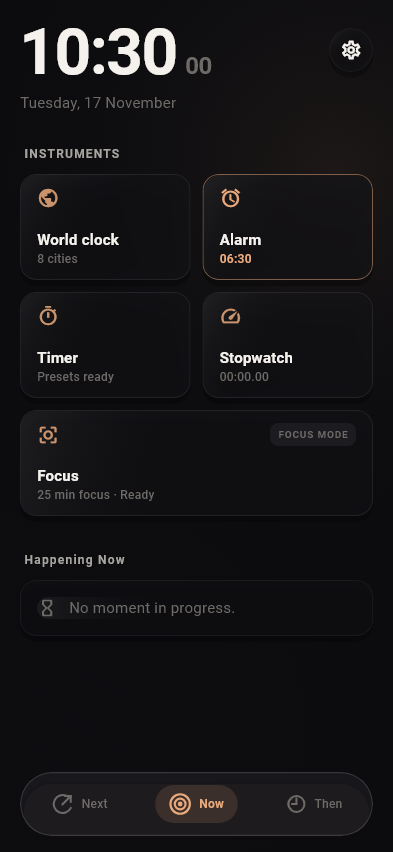 10:30 00
Tuesday, 17 November
INSTRUMENTS
World clock
8 cities
Alarm
06:30
Timer
Presets ready
Stopwatch
00:00.00
FOCUS MODE
Focus
25 min focus · Ready
Happening Now
No moment in progress.
Next
Now
Then